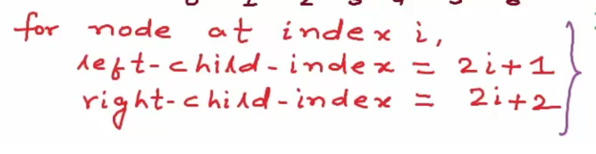 for node at index i,
left-child-index = 2i+1
right-child-index = 2i+2